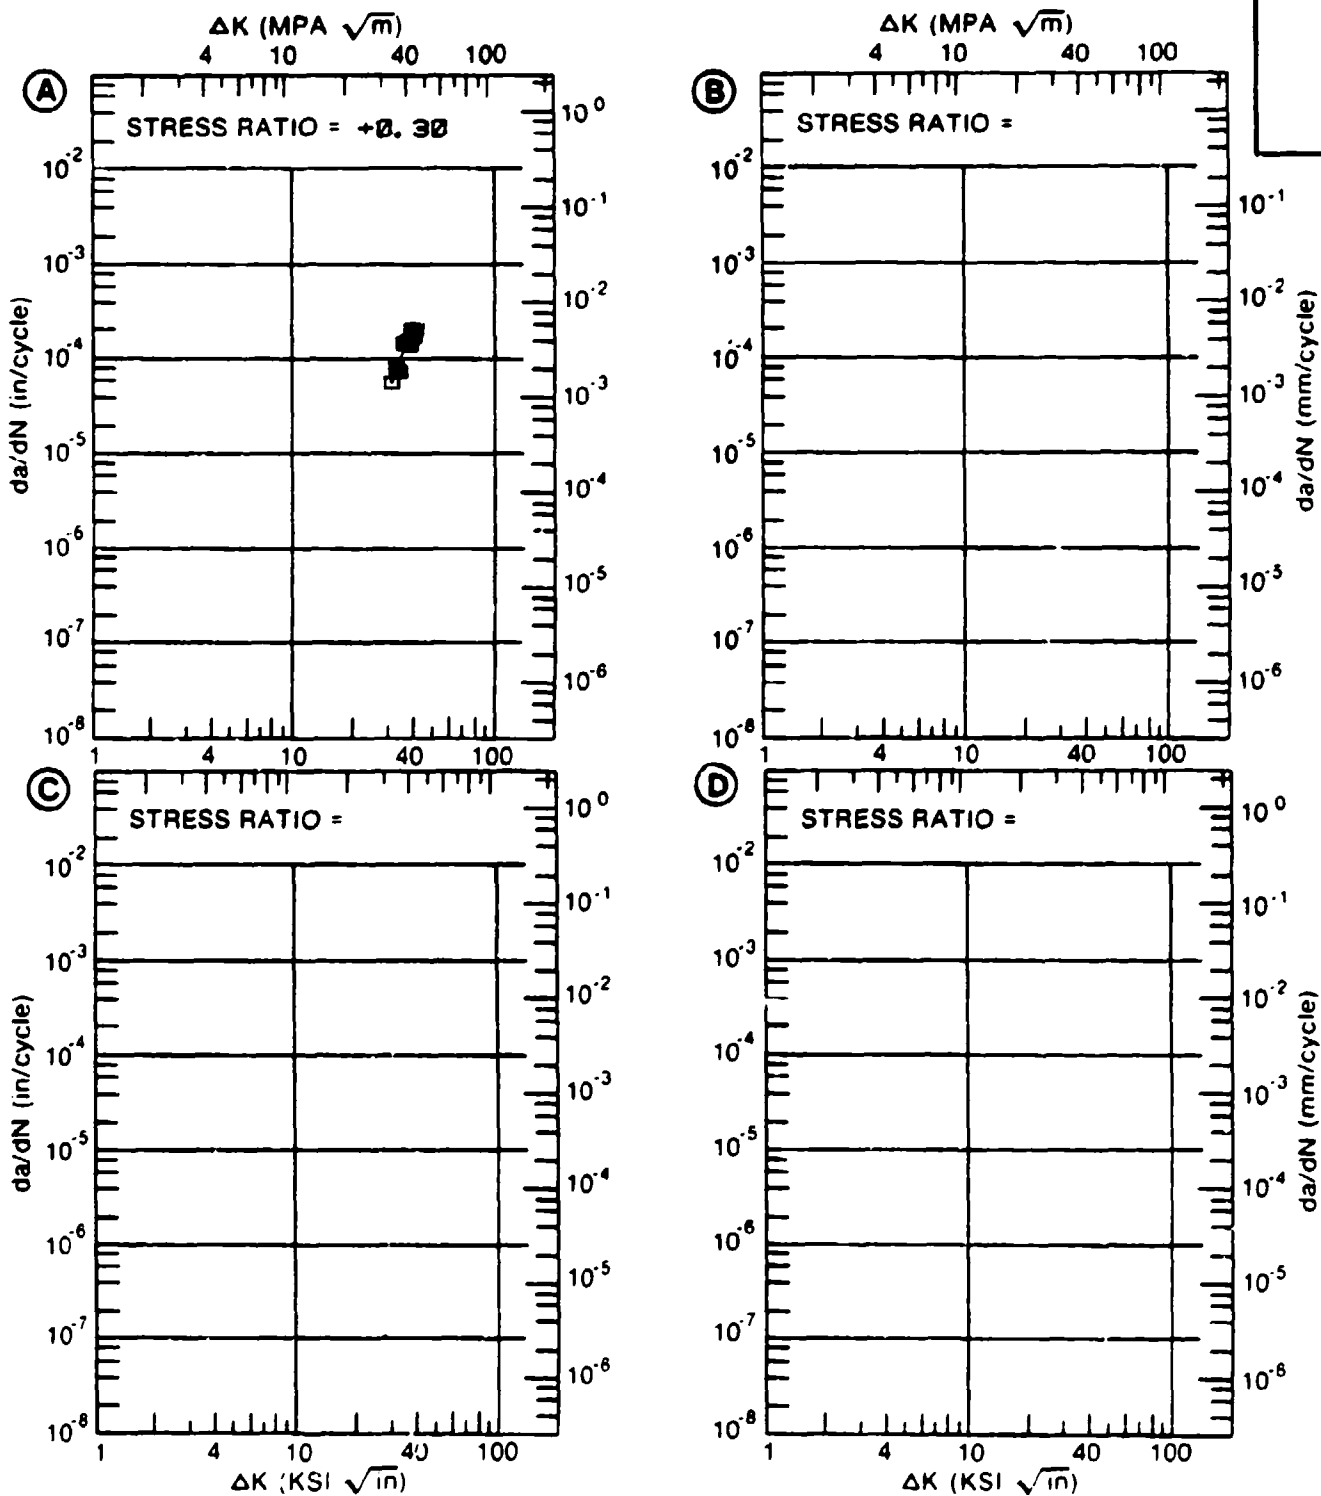 ΔK (MPA √m)
4 10 40 100
A
STRESS RATIO = +0.30
10⁰
10⁻¹
10⁻²
10⁻³
10⁻⁴
10⁻⁵
10⁻⁶
da/dN (in/cycle)
10⁻²
10⁻³
10⁻⁴
10⁻⁵
10⁻⁶
10⁻⁷
10⁻⁸
1 4 10 40 100
ΔK (MPA √m)
4 10 40 100
B
STRESS RATIO =
10⁻²
10⁻³
10⁻⁴
10⁻⁵
10⁻⁶
10⁻⁷
10⁻⁸
10⁻¹
10⁻²
10⁻³
10⁻⁴
10⁻⁵
10⁻⁶
da/dN (mm/cycle)
1 4 10 40 100
C
STRESS RATIO =
da/dN (in/cycle)
10⁻²
10⁻³
10⁻⁴
10⁻⁵
10⁻⁶
10⁻⁷
10⁻⁸
10⁰
10⁻¹
10⁻²
10⁻³
10⁻⁴
10⁻⁵
10⁻⁶
1 4 10 40 100
ΔK (KSI √in)
D
STRESS RATIO =
10⁻²
10⁻³
10⁻⁴
10⁻⁵
10⁻⁶
10⁻⁷
10⁻⁸
10⁰
10⁻¹
10⁻²
10⁻³
10⁻⁴
10⁻⁵
10⁻⁶
da/dN (mm/cycle)
1 4 10 40 100
ΔK (KSI √in)